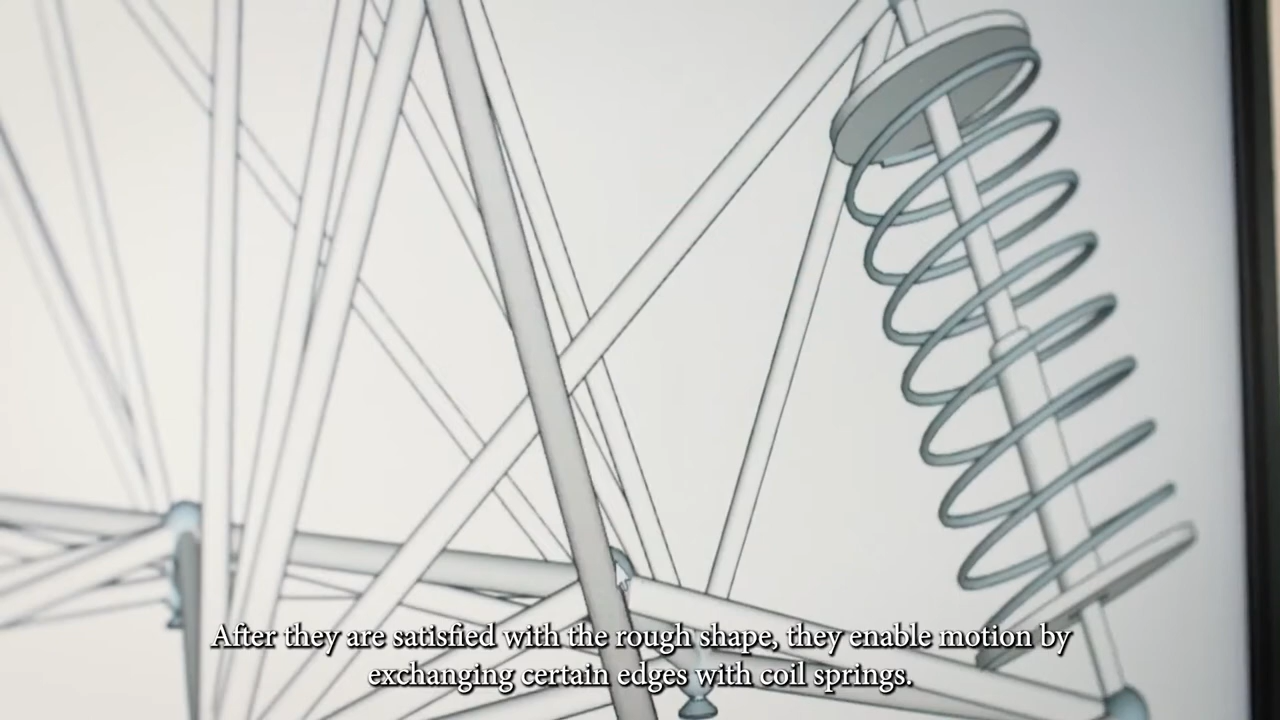 After they are satisfied with the rough shape, they enable motion by
exchanging certain edges with coil springs.